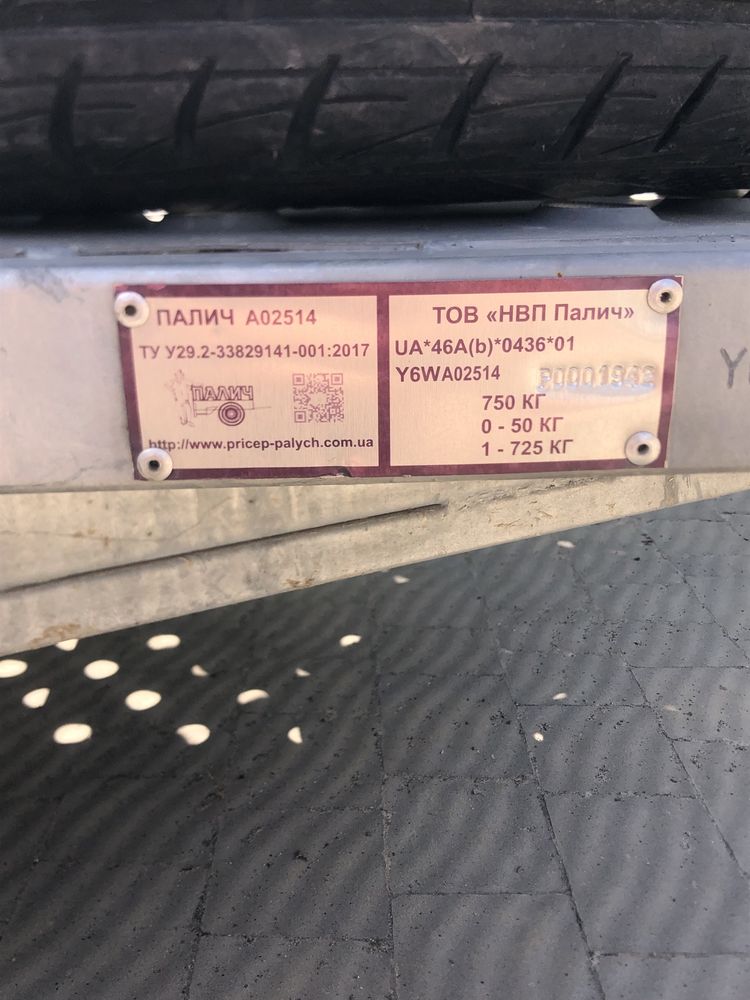 ПАЛИЧ А02514
ТУ У29.2-33829141-001:2017
ПАЛИЧ
http://www.pricep-palych.com.ua
ТОВ «НВП Палич»
UA*46A(b)*0436*01
Y6WA02514
750 КГ
0 - 50 КГ
1 - 725 КГ